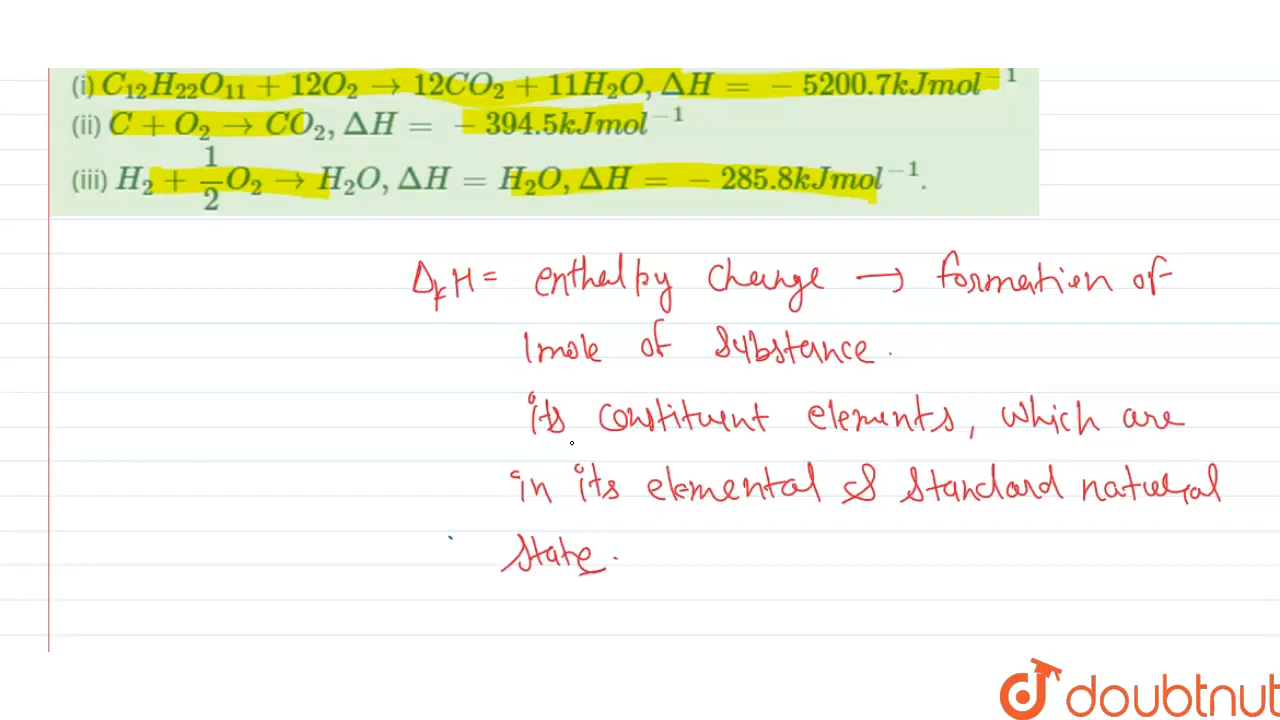 (i) C₁₂H₂₂O₁₁ + 12O₂ → 12CO₂ + 11H₂O, ΔH = − 5200.7kJmol⁻¹
(ii) C + O₂ → CO₂, ΔH = − 394.5kJmol⁻¹
(iii) H₂ + 1/2 O₂ → H₂O, ΔH = H₂O, ΔH = − 285.8kJmol⁻¹.
ΔfH = enthalpy change → formation of
1 mole of substance.
its constituent elements, which are
in its elemental & standard natural
state.
doubtnut